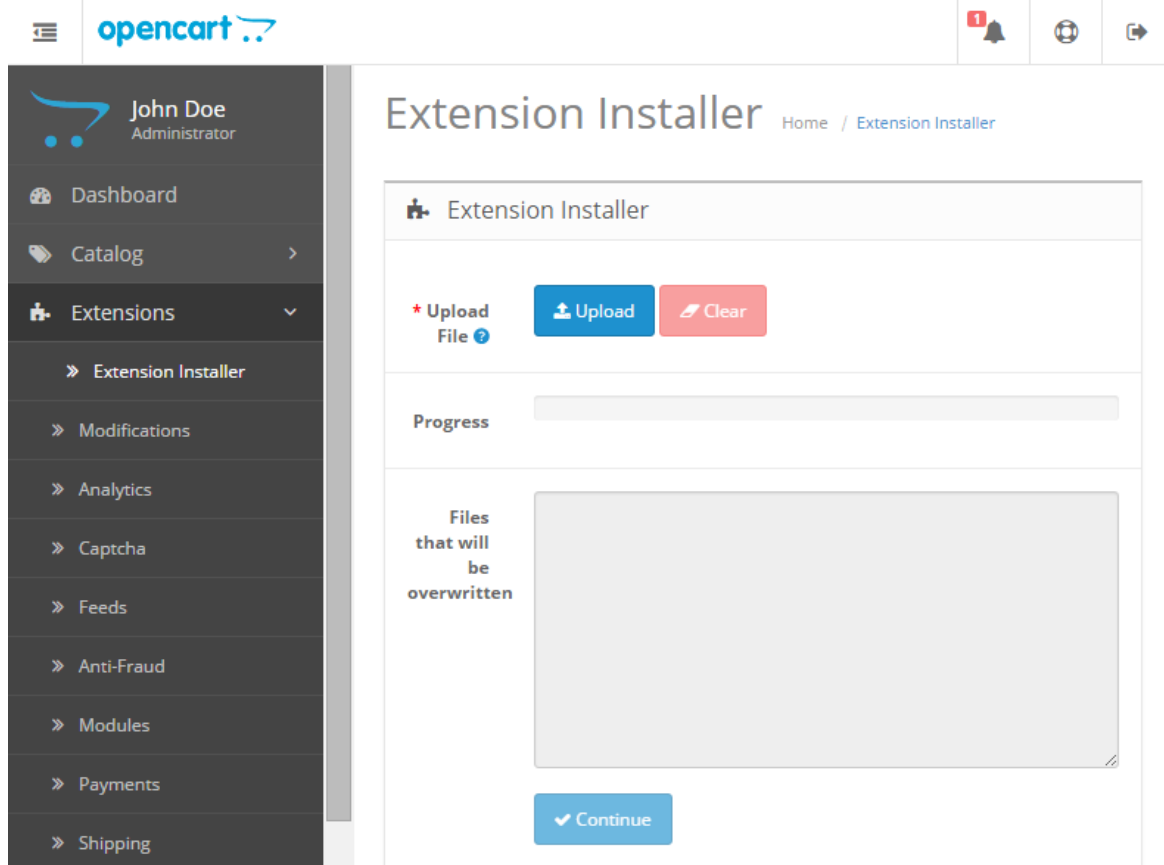 opencart
1
John Doe
Administrator
Dashboard
Catalog
Extensions
Extension Installer
Modifications
Analytics
Captcha
Feeds
Anti-Fraud
Modules
Payments
Shipping
Extension Installer Home / Extension Installer
Extension Installer
* Upload
File ?
Upload
Clear
Progress
Files
that will
be
overwritten
Continue